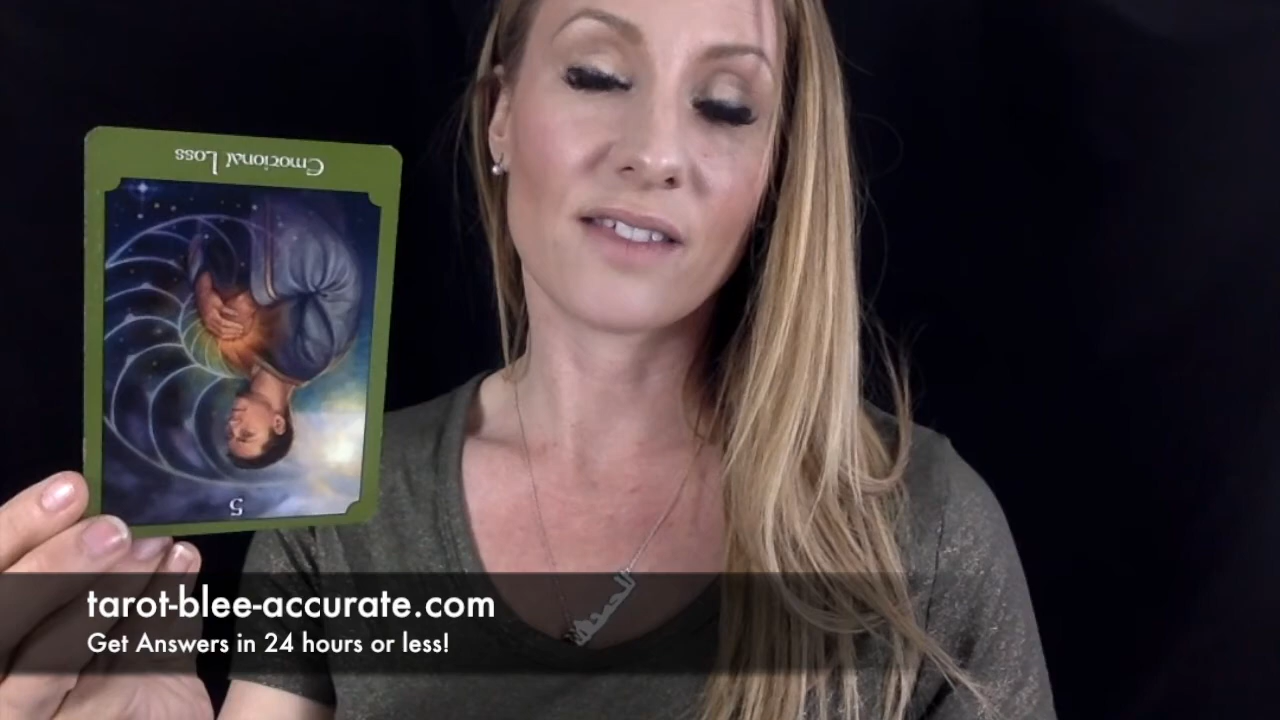 Emotional Loss
5
tarot-blee-accurate.com
Get Answers in 24 hours or less!